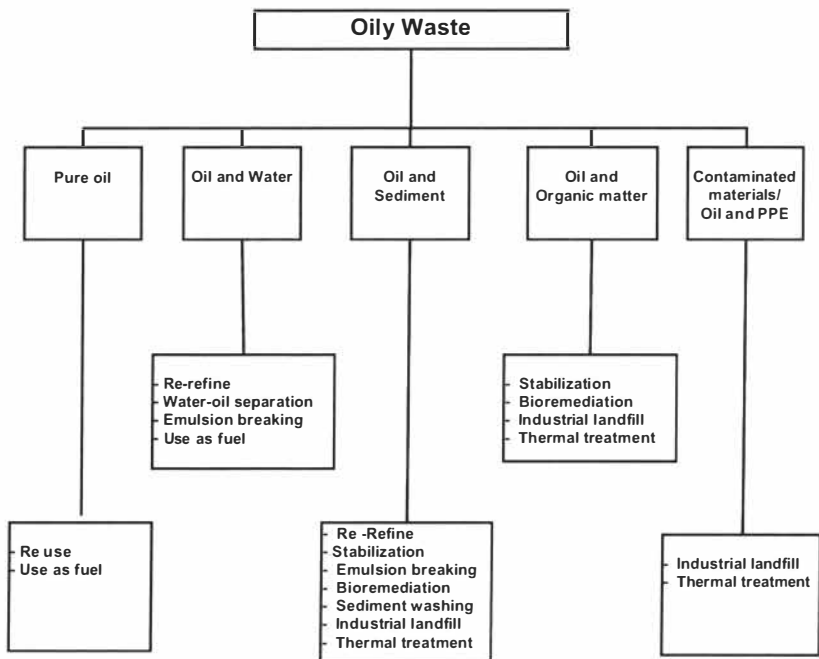 Oily Waste
Pure oil
Oil and Water
Oil and
Sediment
Oil and
Organic matter
Contaminated
materials/
Oil and PPE
- Re-refine
- Water-oil separation
- Emulsion breaking
- Use as fuel
- Stabilization
- Bioremediation
- Industrial landfill
- Thermal treatment
- Re use
- Use as fuel
- Re -Refine
- Stabilization
- Emulsion breaking
- Bioremediation
- Sediment washing
- Industrial landfill
- Thermal treatment
- Industrial landfill
- Thermal treatment